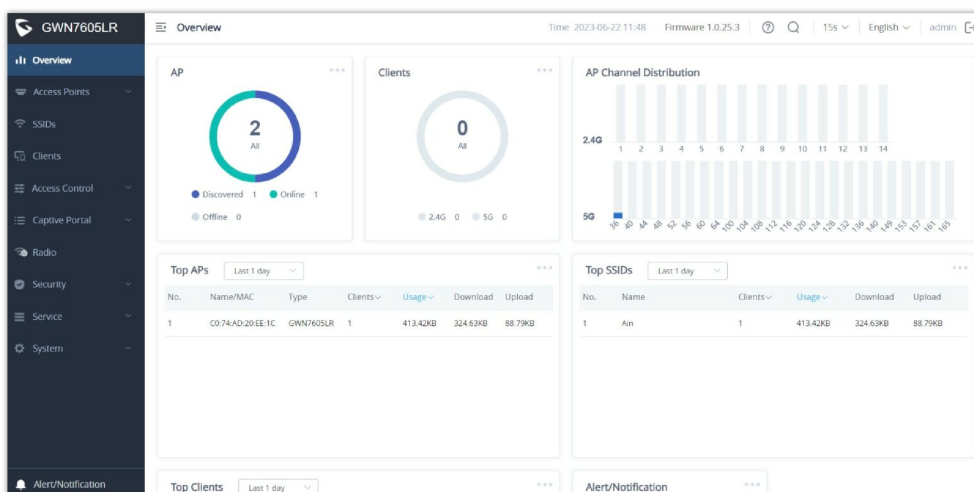 GWN7605LR
Overview
Time 2023-06-22 11:48 Firmware 1.0.25.3 15s English admin
Overview
Access Points
SSIDs
Clients
Access Control
Captive Portal
Radio
Security
Service
System
Alert/Notification
AP
2
All
Discovered 1 Online 1
Offline 0
Clients
0
All
2.4G 0 5G 0
AP Channel Distribution
2.4G
1 2 3 4 5 6 7 8 9 10 11 12 13 14
5G
36 40 44 48 52 56 60 64 100 104 108 112 116 120 124 128 132 136 140 149 153 157 161 165
Top APs Last 1 day
No. Name/MAC Type Clients Usage Download Upload
1 C0:74:AD:20:EE:1C GWN7605LR 1 413.42KB 324.63KB 88.79KB
Top SSIDs Last 1 day
No. Name Clients Usage Download Upload
1 Ain 1 413.42KB 324.63KB 88.79KB
Top Clients Last 1 day
Alert/Notification